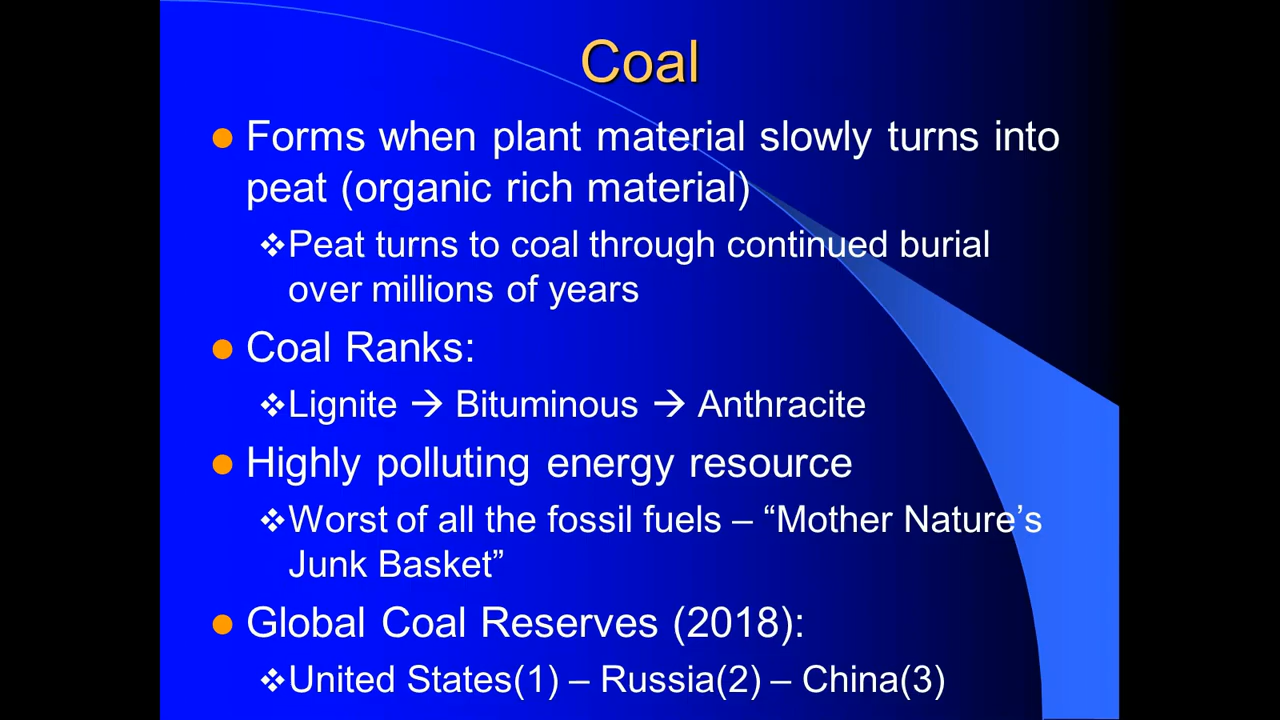 Coal
● Forms when plant material slowly turns into
peat (organic rich material)
❖Peat turns to coal through continued burial
over millions of years
● Coal Ranks:
❖Lignite → Bituminous → Anthracite
● Highly polluting energy resource
❖Worst of all the fossil fuels – “Mother Nature’s
Junk Basket”
● Global Coal Reserves (2018):
❖United States(1) – Russia(2) – China(3)